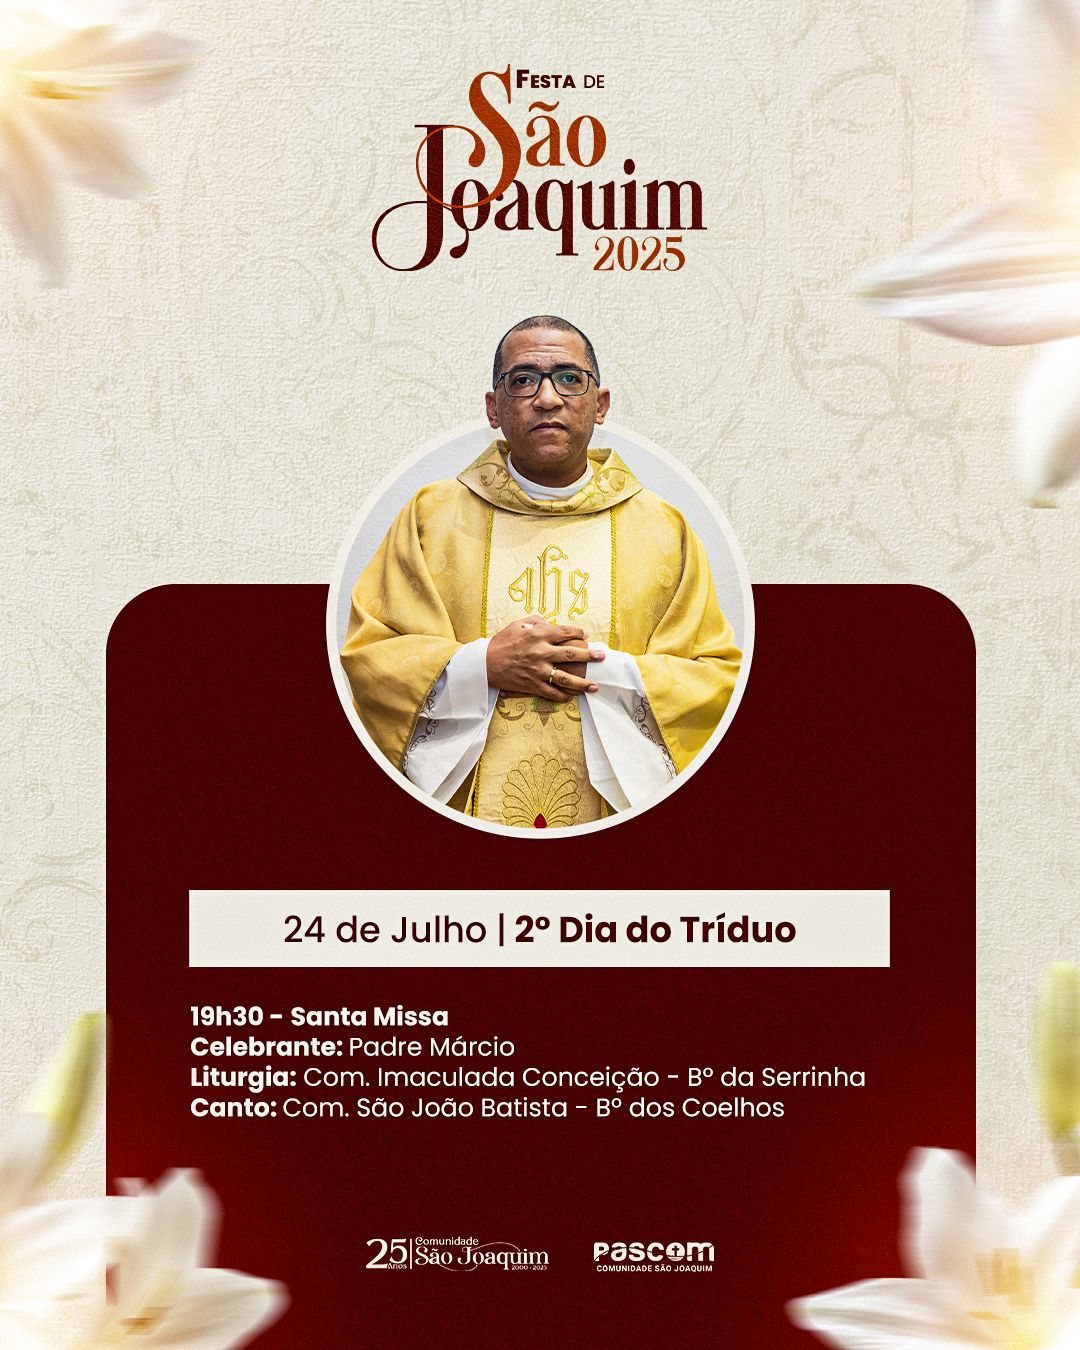 FESTA DE
São
Joaquim
2025
ihs
24 de Julho | 2º Dia do Tríduo
19h30 - Santa Missa
Celebrante: Padre Márcio
Liturgia: Com. Imaculada Conceição - Bº da Serrinha
Canto: Com. São João Batista - Bº dos Coelhos
25 Anos
Comunidade
São Joaquim
2000 - 2025
PASCOM
COMUNIDADE SÃO JOAQUIM